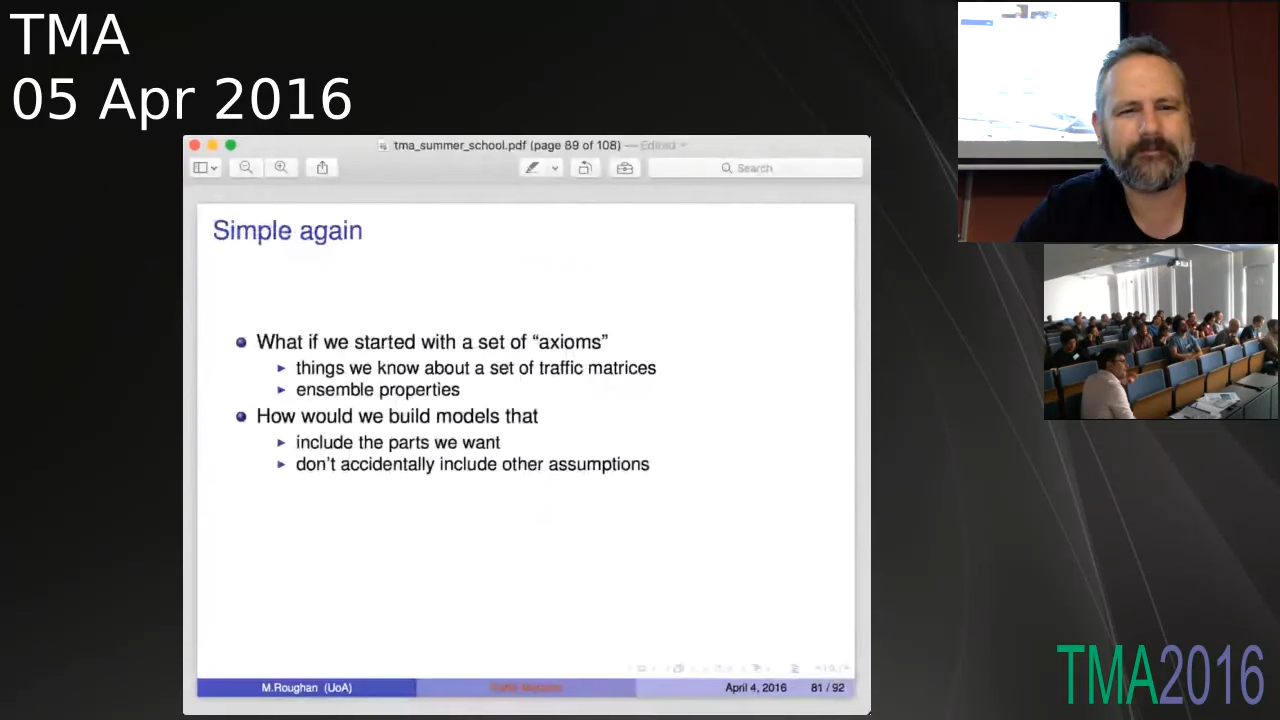 TMA
05 Apr 2016
tma_summer_school.pdf (page 89 of 108) — Edited
Search
Simple again
What if we started with a set of “axioms”
things we know about a set of traffic matrices
ensemble properties
How would we build models that
include the parts we want
don't accidentally include other assumptions
M.Roughan (UoA)
April 4, 2016
81 / 92
TMA2016